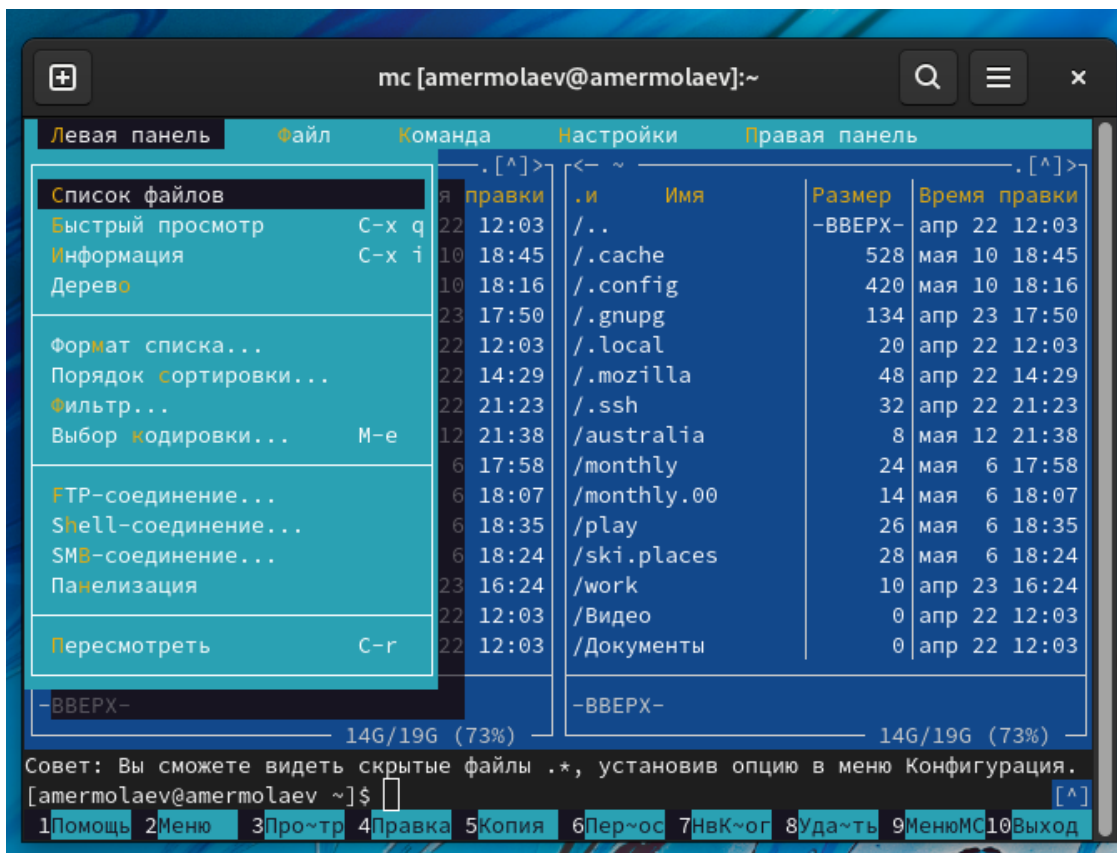 mc [amermolaev@amermolaev]:~
Левая панель Файл Команда Настройки Правая панель
.[^]> <— ~ .[^]>
Список файлов я правки .и Имя Размер Время правки
Быстрый просмотр C-x q 22 12:03 /.. -ВВЕРХ- апр 22 12:03
Информация C-x i 10 18:45 /.cache 528 мая 10 18:45
Дерево 10 18:16 /.config 420 мая 10 18:16
23 17:50 /.gnupg 134 апр 23 17:50
Формат списка... 22 12:03 /.local 20 апр 22 12:03
Порядок сортировки... 22 14:29 /.mozilla 48 апр 22 14:29
Фильтр... 22 21:23 /.ssh 32 апр 22 21:23
Выбор кодировки... M-e 12 21:38 /australia 8 мая 12 21:38
6 17:58 /monthly 24 мая 6 17:58
FTP-соединение... 6 18:07 /monthly.00 14 мая 6 18:07
Shell-соединение... 6 18:35 /play 26 мая 6 18:35
SMB-соединение... 6 18:24 /ski.places 28 мая 6 18:24
Панелизация 23 16:24 /work 10 апр 23 16:24
22 12:03 /Видео 0 апр 22 12:03
Пересмотреть C-r 22 12:03 /Документы 0 апр 22 12:03
-ВВЕРХ- -ВВЕРХ-
14G/19G (73%) 14G/19G (73%)
Совет: Вы сможете видеть скрытые файлы .*, установив опцию в меню Конфигурация.
[amermolaev@amermolaev ~]$ [^]
1Помощь 2Меню 3Про~тр 4Правка 5Копия 6Пер~ос 7НвК~ог 8Уда~ть 9МенюMC10Выход